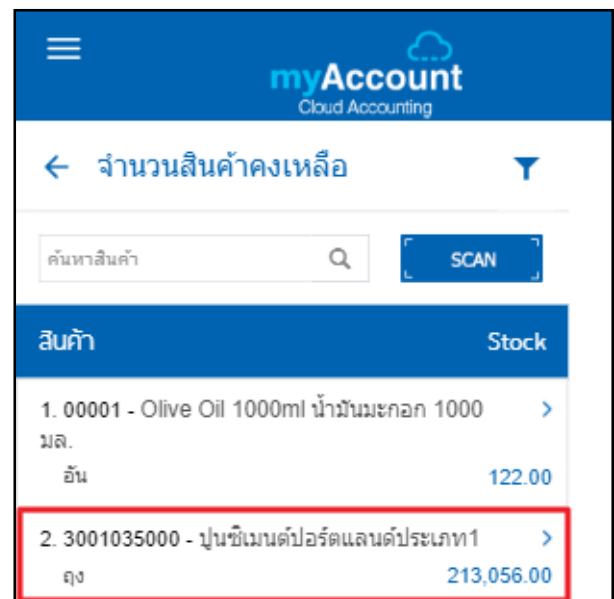 myAccount
Cloud Accounting
จำนวนสินค้าคงเหลือ
ค้นหาสินค้า
SCAN
สินค้า Stock
1. 00001 - Olive Oil 1000ml น้ำมันมะกอก 1000
มล.
อัน 122.00
2. 3001035000 - ปูนซิเมนต์ปอร์ตแลนด์ประเภท1
ถุง 213,056.00